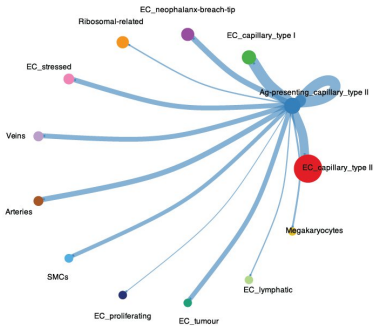 EC_neophalanx-breach-tip
Ribosomal-related
EC_capillary_type I
EC_stressed
Ag-presenting_capillary_type II
Veins
EC_capillary_type II
Arteries
Megakaryocytes
SMCs
EC_lymphatic
EC_proliferating
EC_tumour